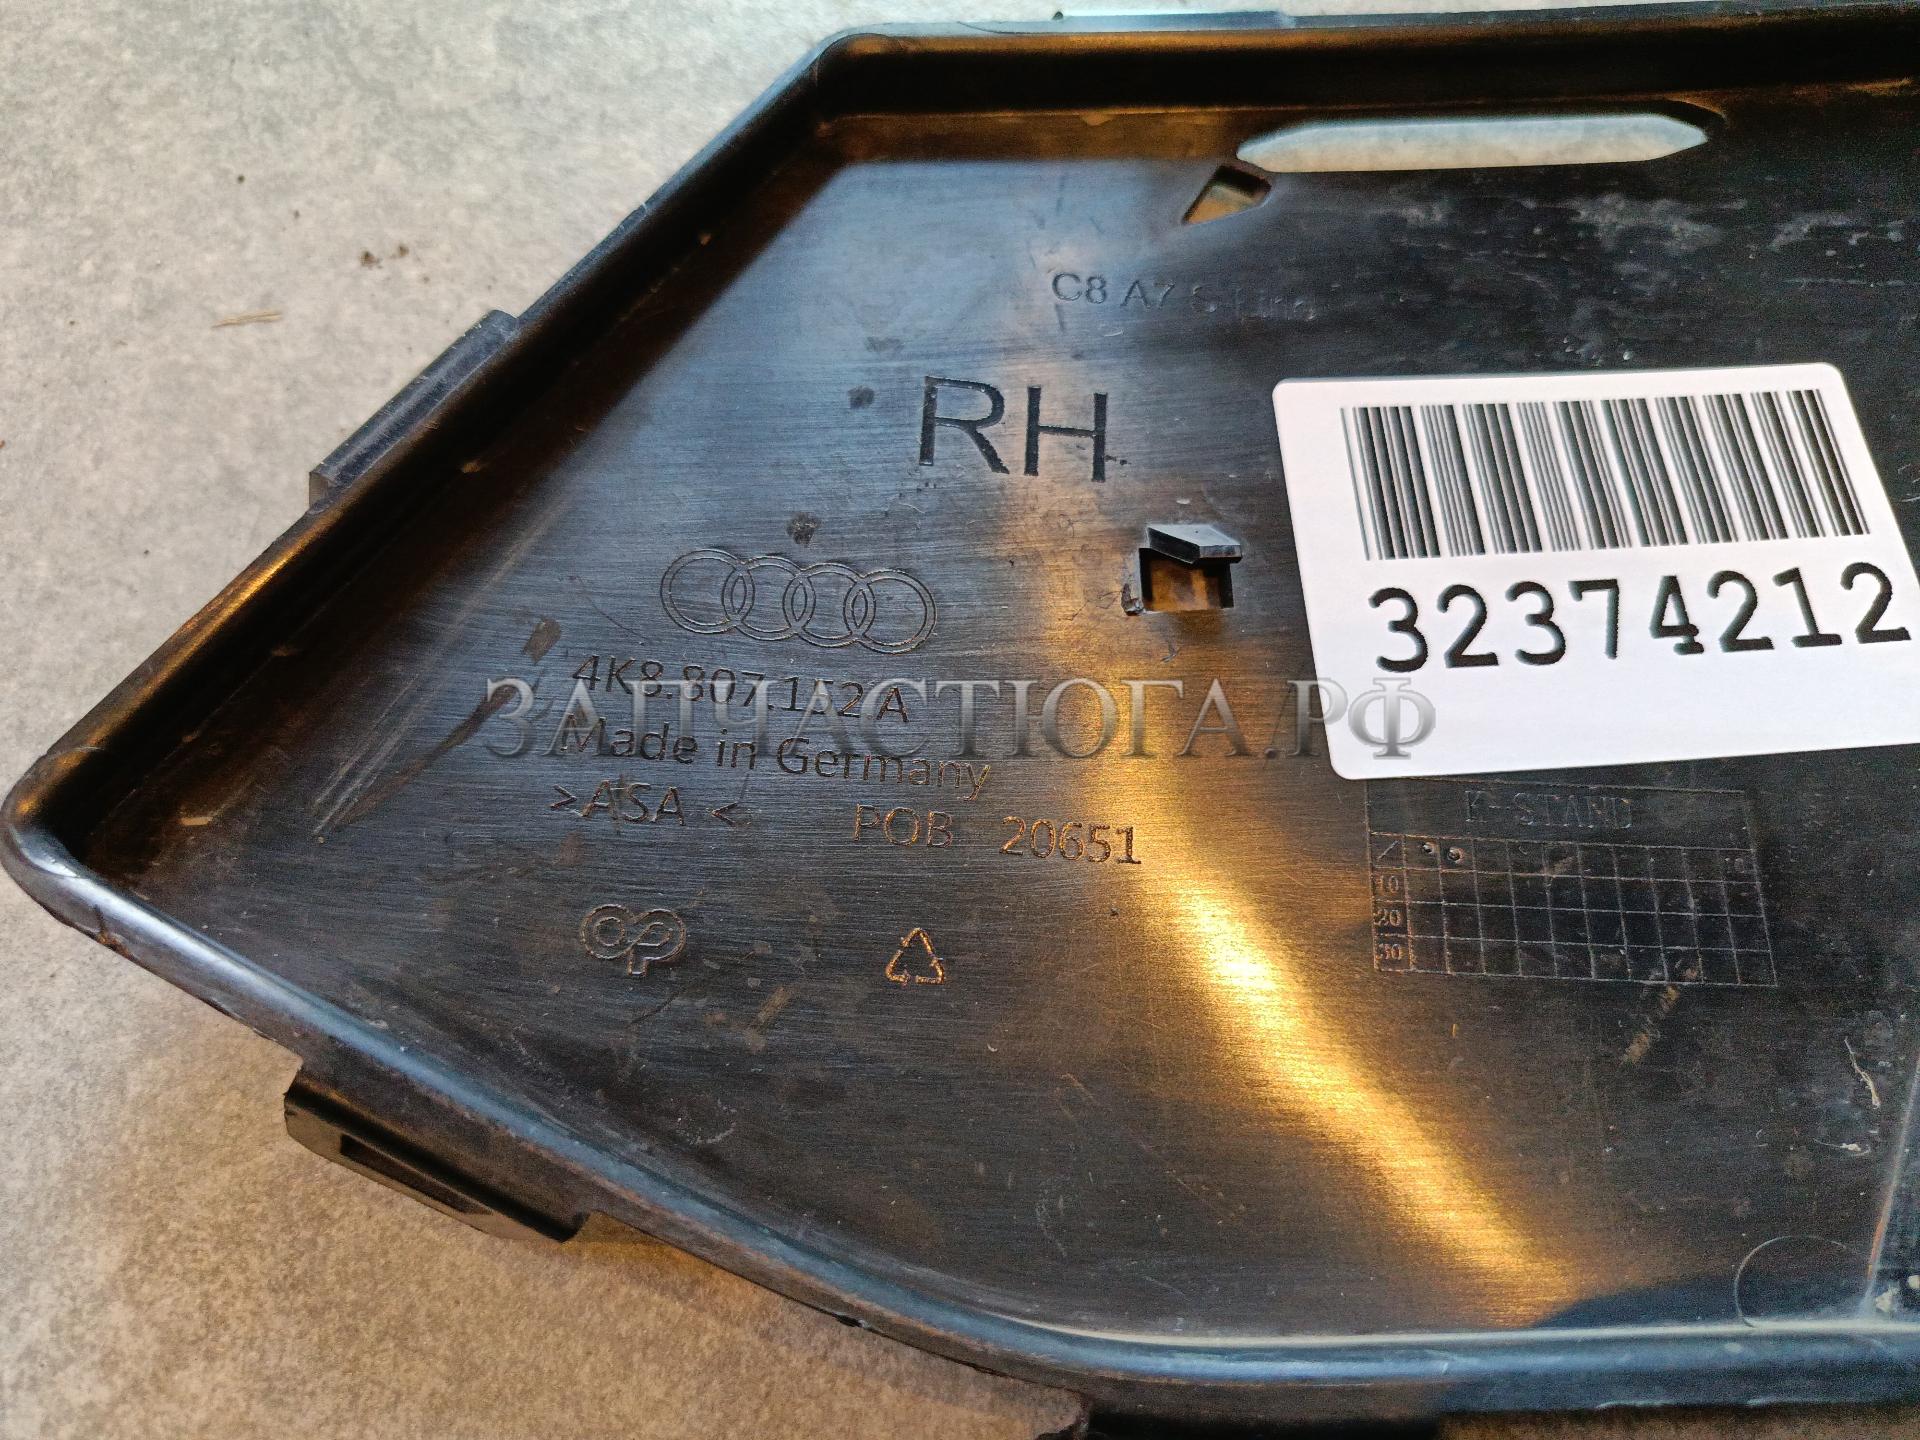 C8 A7 S-Line
RH
32374212
4K8.807.152 A
ЗАПЧАСТЮГА.РФ
Made in Germany
>ASA< POB 20651
K-STAND
10
20
30